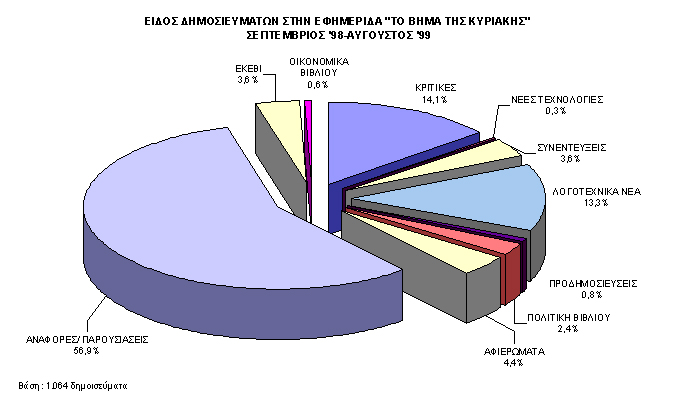 ΕΙΔΟΣ ΔΗΜΟΣΙΕΥΜΑΤΩΝ ΣΤΗΝ ΕΦΗΜΕΡΙΔΑ "ΤΟ ΒΗΜΑ ΤΗΣ ΚΥΡΙΑΚΗΣ"
ΣΕΠΤΕΜΒΡΙΟΣ '98-ΑΥΓΟΥΣΤΟΣ '99
ΕΚΕΒΙ
3,6%
ΟΙΚΟΝΟΜΙΚΑ
ΒΙΒΛΙΟΥ
0,6%
ΚΡΙΤΙΚΕΣ
14,1%
ΝΕΕΣ ΤΕΧΝΟΛΟΓΙΕΣ
0,3%
ΣΥΝΕΝΤΕΥΞΕΙΣ
3,6%
ΛΟΓΟΤΕΧΝΙΚΑ ΝΕΑ
13,3%
ΠΡΟΔΗΜΟΣΙΕΥΣΕΙΣ
0,8%
ΠΟΛΙΤΙΚΗ ΒΙΒΛΙΟΥ
2,4%
ΑΦΙΕΡΩΜΑΤΑ
4,4%
ΑΝΑΦΟΡΕΣ/ΠΑΡΟΥΣΙΑΣΕΙΣ
56,9%
Βάση : 1.064 δημοσιεύματα